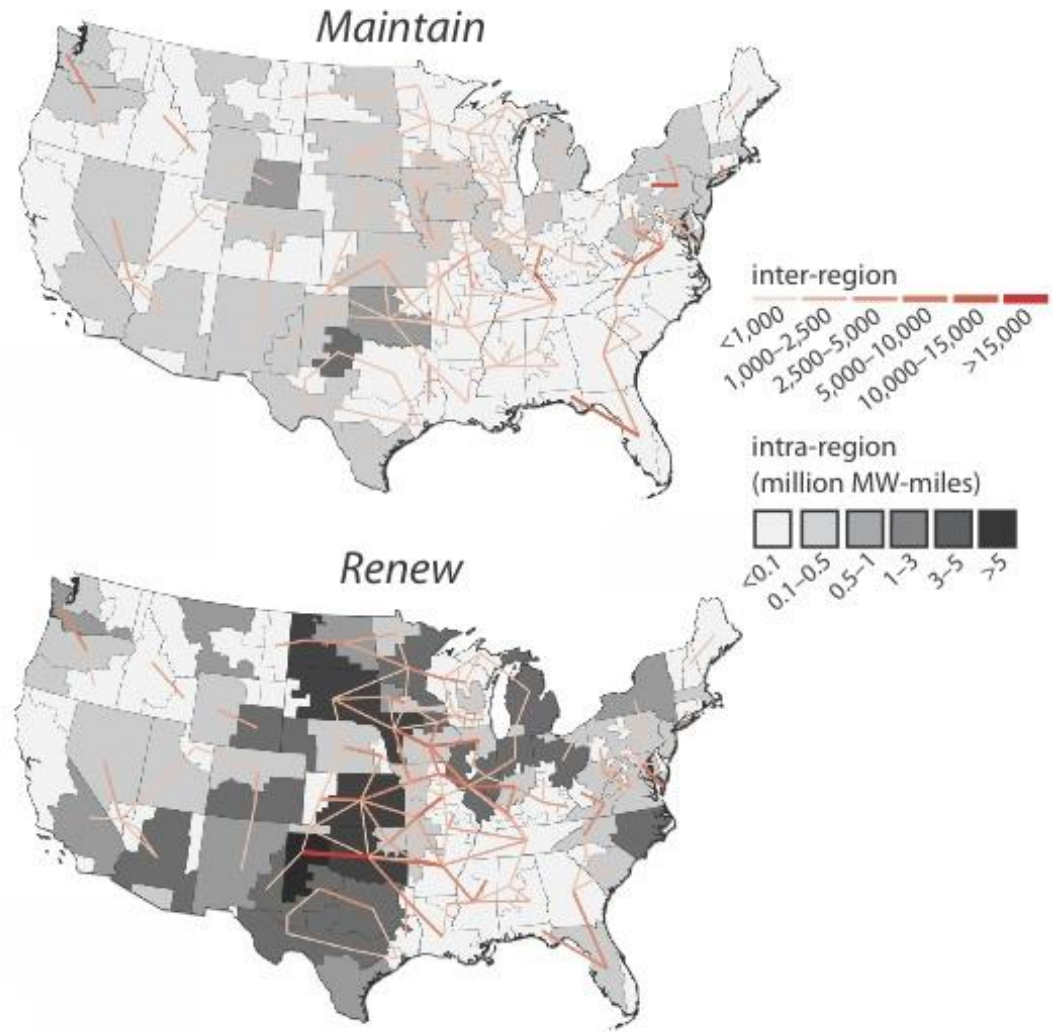 Maintain
inter-region
<1,000
1,000–2,500
2,500–5,000
5,000–10,000
10,000–15,000
>15,000
intra-region
(million MW-miles)
<0.1
0.1–0.5
0.5–1
1–3
3–5
>5
Renew